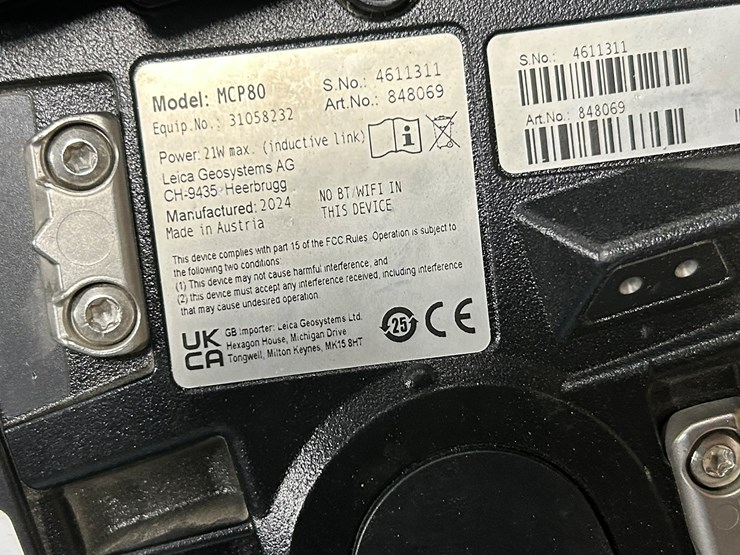 Model: MCP80
S.No.: 4611311
Equip.No.: 31058232
Art.No.: 848069
Power: 21W max. (inductive link)
Leica Geosystems AG
CH-9435 Heerbrugg
Manufactured: 2024
Made in Austria
NO BT/WIFI IN
THIS DEVICE
This device complies with part 15 of the FCC Rules. Operation is subject to
the following two conditions:
(1) This device may not cause harmful interference, and
(2) this device must accept any interference received, including interference
that may cause undesired operation.
UK
CA
GB Importer: Leica Geosystems Ltd.
Hexagon House, Michigan Drive
Tongwell, Milton Keynes, MK15 8HT
25
CE
S.No.: 4611311
Art.No.: 848069